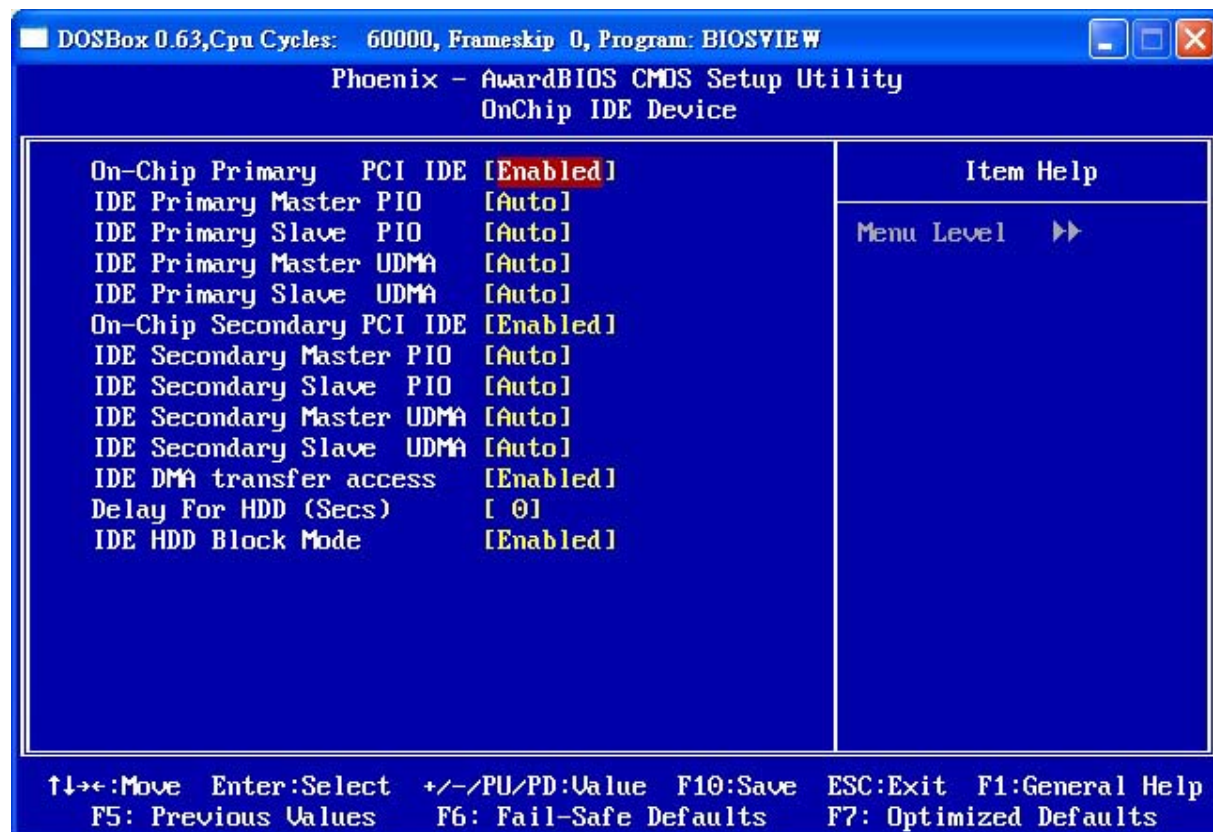 DOSBox 0.63,Cpu Cycles: 60000, Frameskip 0, Program: BIOSVIEW
Phoenix - AwardBIOS CMOS Setup Utility
OnChip IDE Device
On-Chip Primary PCI IDE [Enabled]
IDE Primary Master PIO [Auto]
IDE Primary Slave PIO [Auto]
IDE Primary Master UDMA [Auto]
IDE Primary Slave UDMA [Auto]
On-Chip Secondary PCI IDE [Enabled]
IDE Secondary Master PIO [Auto]
IDE Secondary Slave PIO [Auto]
IDE Secondary Master UDMA [Auto]
IDE Secondary Slave UDMA [Auto]
IDE DMA transfer access [Enabled]
Delay For HDD (Secs) [ 0]
IDE HDD Block Mode [Enabled]
Item Help
Menu Level ▶▶
↑↓→←:Move Enter:Select +/-/PU/PD:Value F10:Save ESC:Exit F1:General Help
F5: Previous Values F6: Fail-Safe Defaults F7: Optimized Defaults